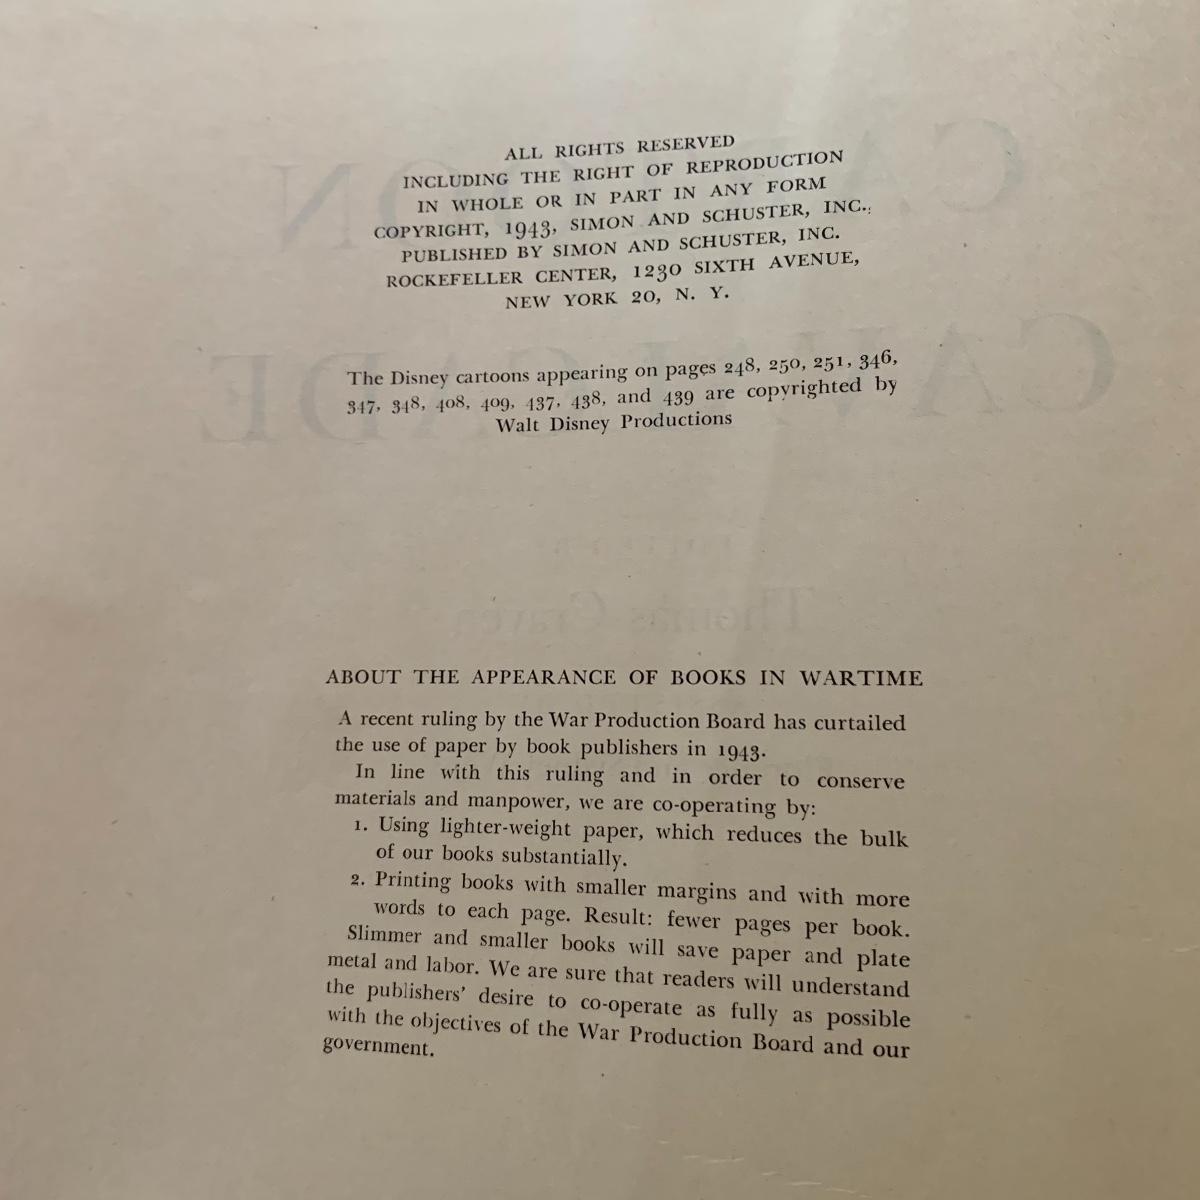 ALL RIGHTS RESERVED
INCLUDING THE RIGHT OF REPRODUCTION
IN WHOLE OR IN PART IN ANY FORM
COPYRIGHT, 1943, SIMON AND SCHUSTER, INC.
PUBLISHED BY SIMON AND SCHUSTER, INC.
ROCKEFELLER CENTER, 1230 SIXTH AVENUE,
NEW YORK 20, N. Y.
The Disney cartoons appearing on pages 248, 250, 251, 346,
347, 348, 408, 409, 437, 438, and 439 are copyrighted by
Walt Disney Productions
Thomas Craven
ABOUT THE APPEARANCE OF BOOKS IN WARTIME
A recent ruling by the War Production Board has curtailed
the use of paper by book publishers in 1943.
In line with this ruling and in order to conserve
materials and manpower, we are co-operating by:
1. Using lighter-weight paper, which reduces the bulk
of our books substantially.
2. Printing books with smaller margins and with more
words to each page. Result: fewer pages per book.
Slimmer and smaller books will save paper and plate
metal and labor. We are sure that readers will understand
the publishers' desire to co-operate as fully as possible
with the objectives of the War Production Board and our
government.